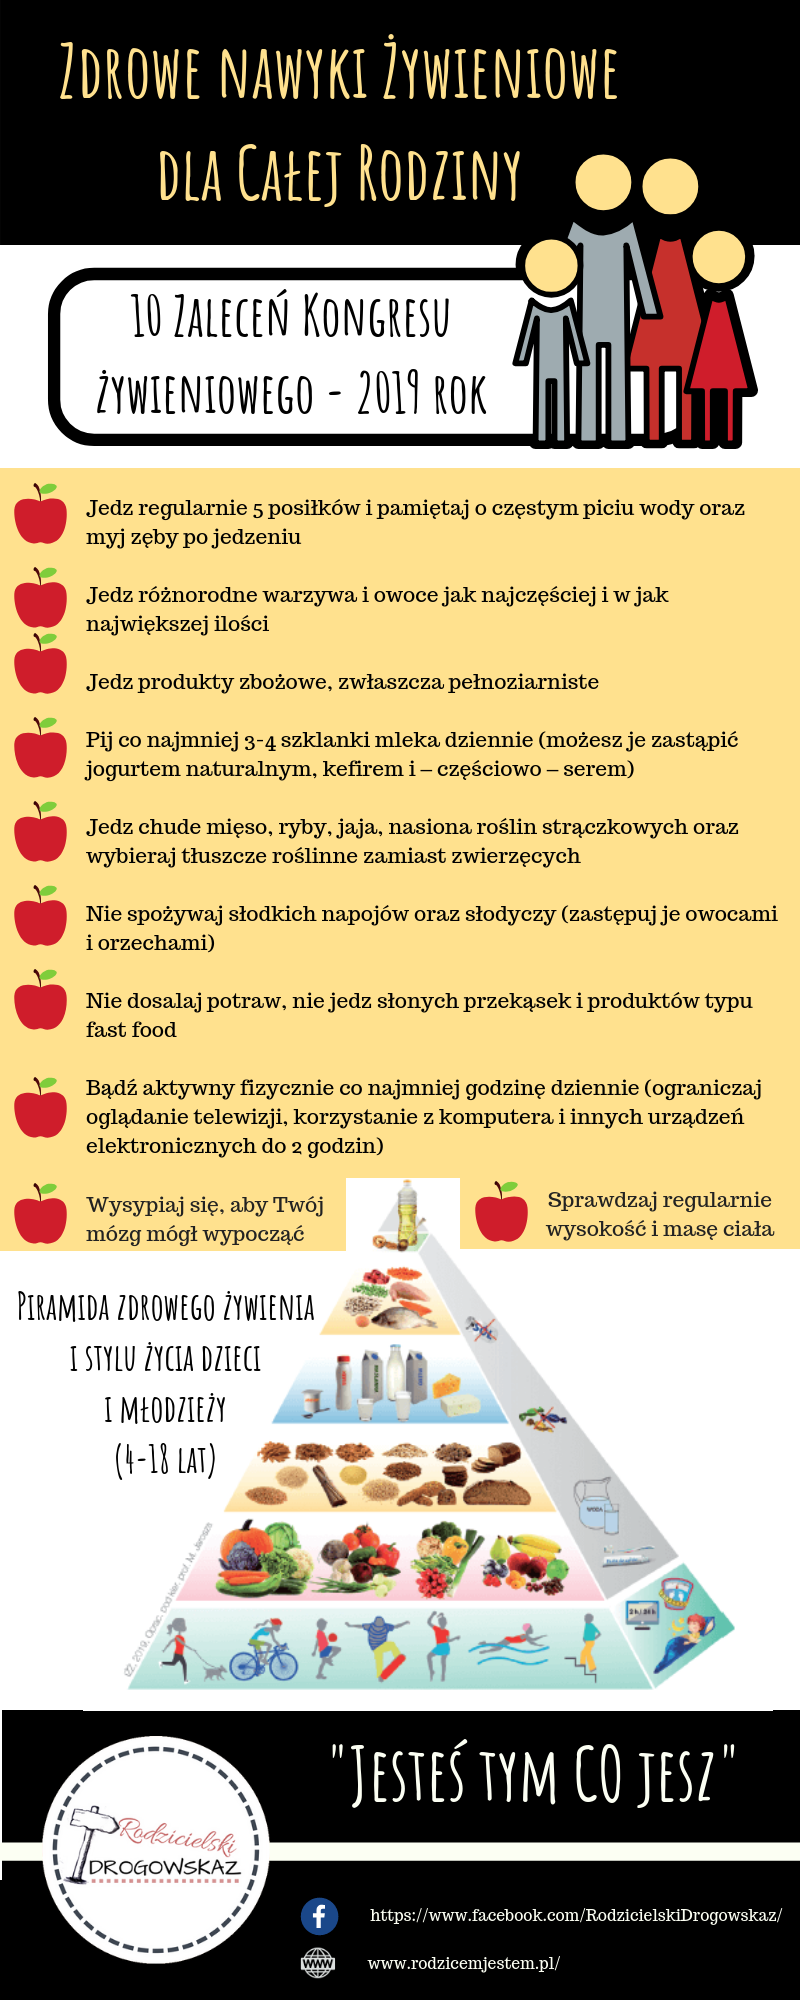 Zdrowe nawyki Żywieniowe
dla Całej Rodziny
10 Zaleceń Kongresu
żywieniowego - 2019 rok
Jedz regularnie 5 posiłków i pamiętaj o częstym piciu wody oraz
myj zęby po jedzeniu
Jedz różnorodne warzywa i owoce jak najczęściej i w jak
największej ilości
Jedz produkty zbożowe, zwłaszcza pełnoziarniste
Pij co najmniej 3-4 szklanki mleka dziennie (możesz je zastąpić
jogurtem naturalnym, kefirem i – częściowo – serem)
Jedz chude mięso, ryby, jaja, nasiona roślin strączkowych oraz
wybieraj tłuszcze roślinne zamiast zwierzęcych
Nie spożywaj słodkich napojów oraz słodyczy (zastępuj je owocami
i orzechami)
Nie dosalaj potraw, nie jedz słonych przekąsek i produktów typu
fast food
Bądź aktywny fizycznie co najmniej godzinę dziennie (ograniczaj
oglądanie telewizji, korzystanie z komputera i innych urządzeń
elektronicznych do 2 godzin)
Wysypiaj się, aby Twój
mózg mógł wypocząć
Sprawdzaj regularnie
wysokość i masę ciała
Piramida zdrowego żywienia
i stylu życia dzieci
i młodzieży
(4-18 lat)
WODA
"Jesteś tym CO jesz"
Rodzicielski
DROGOWSKAZ
https://www.facebook.com/RodzicielskiDrogowskaz/
www.rodzicemjestem.pl/